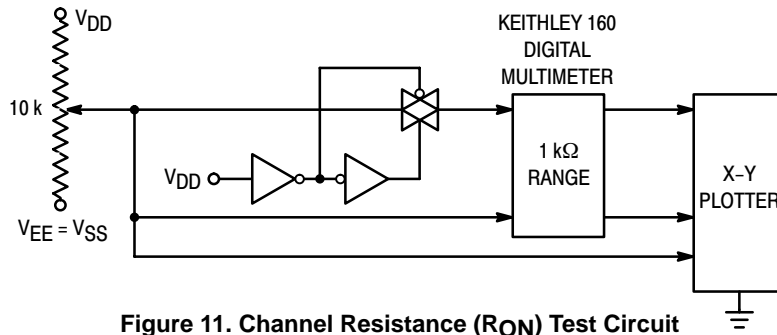 V_DD
KEITHLEY 160
DIGITAL
MULTIMETER
10 k
V_DD
1 kΩ
RANGE
X–Y
PLOTTER
V_EE = V_SS
Figure 11. Channel Resistance (R_ON) Test Circuit